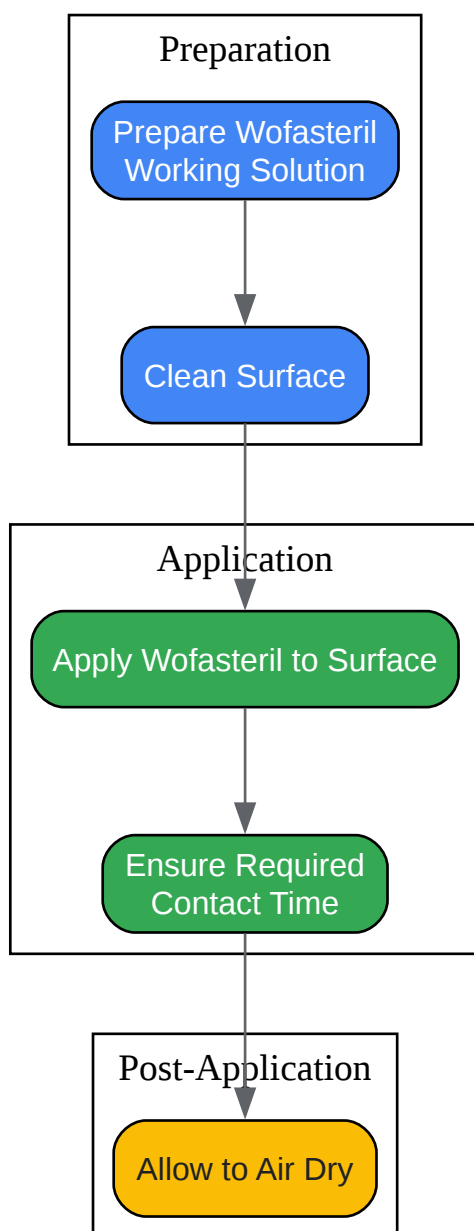 Preparation
Prepare Wofasteril
Working Solution
Clean Surface
Application
Apply Wofasteril to Surface
Ensure Required
Contact Time
Post-Application
Allow to Air Dry